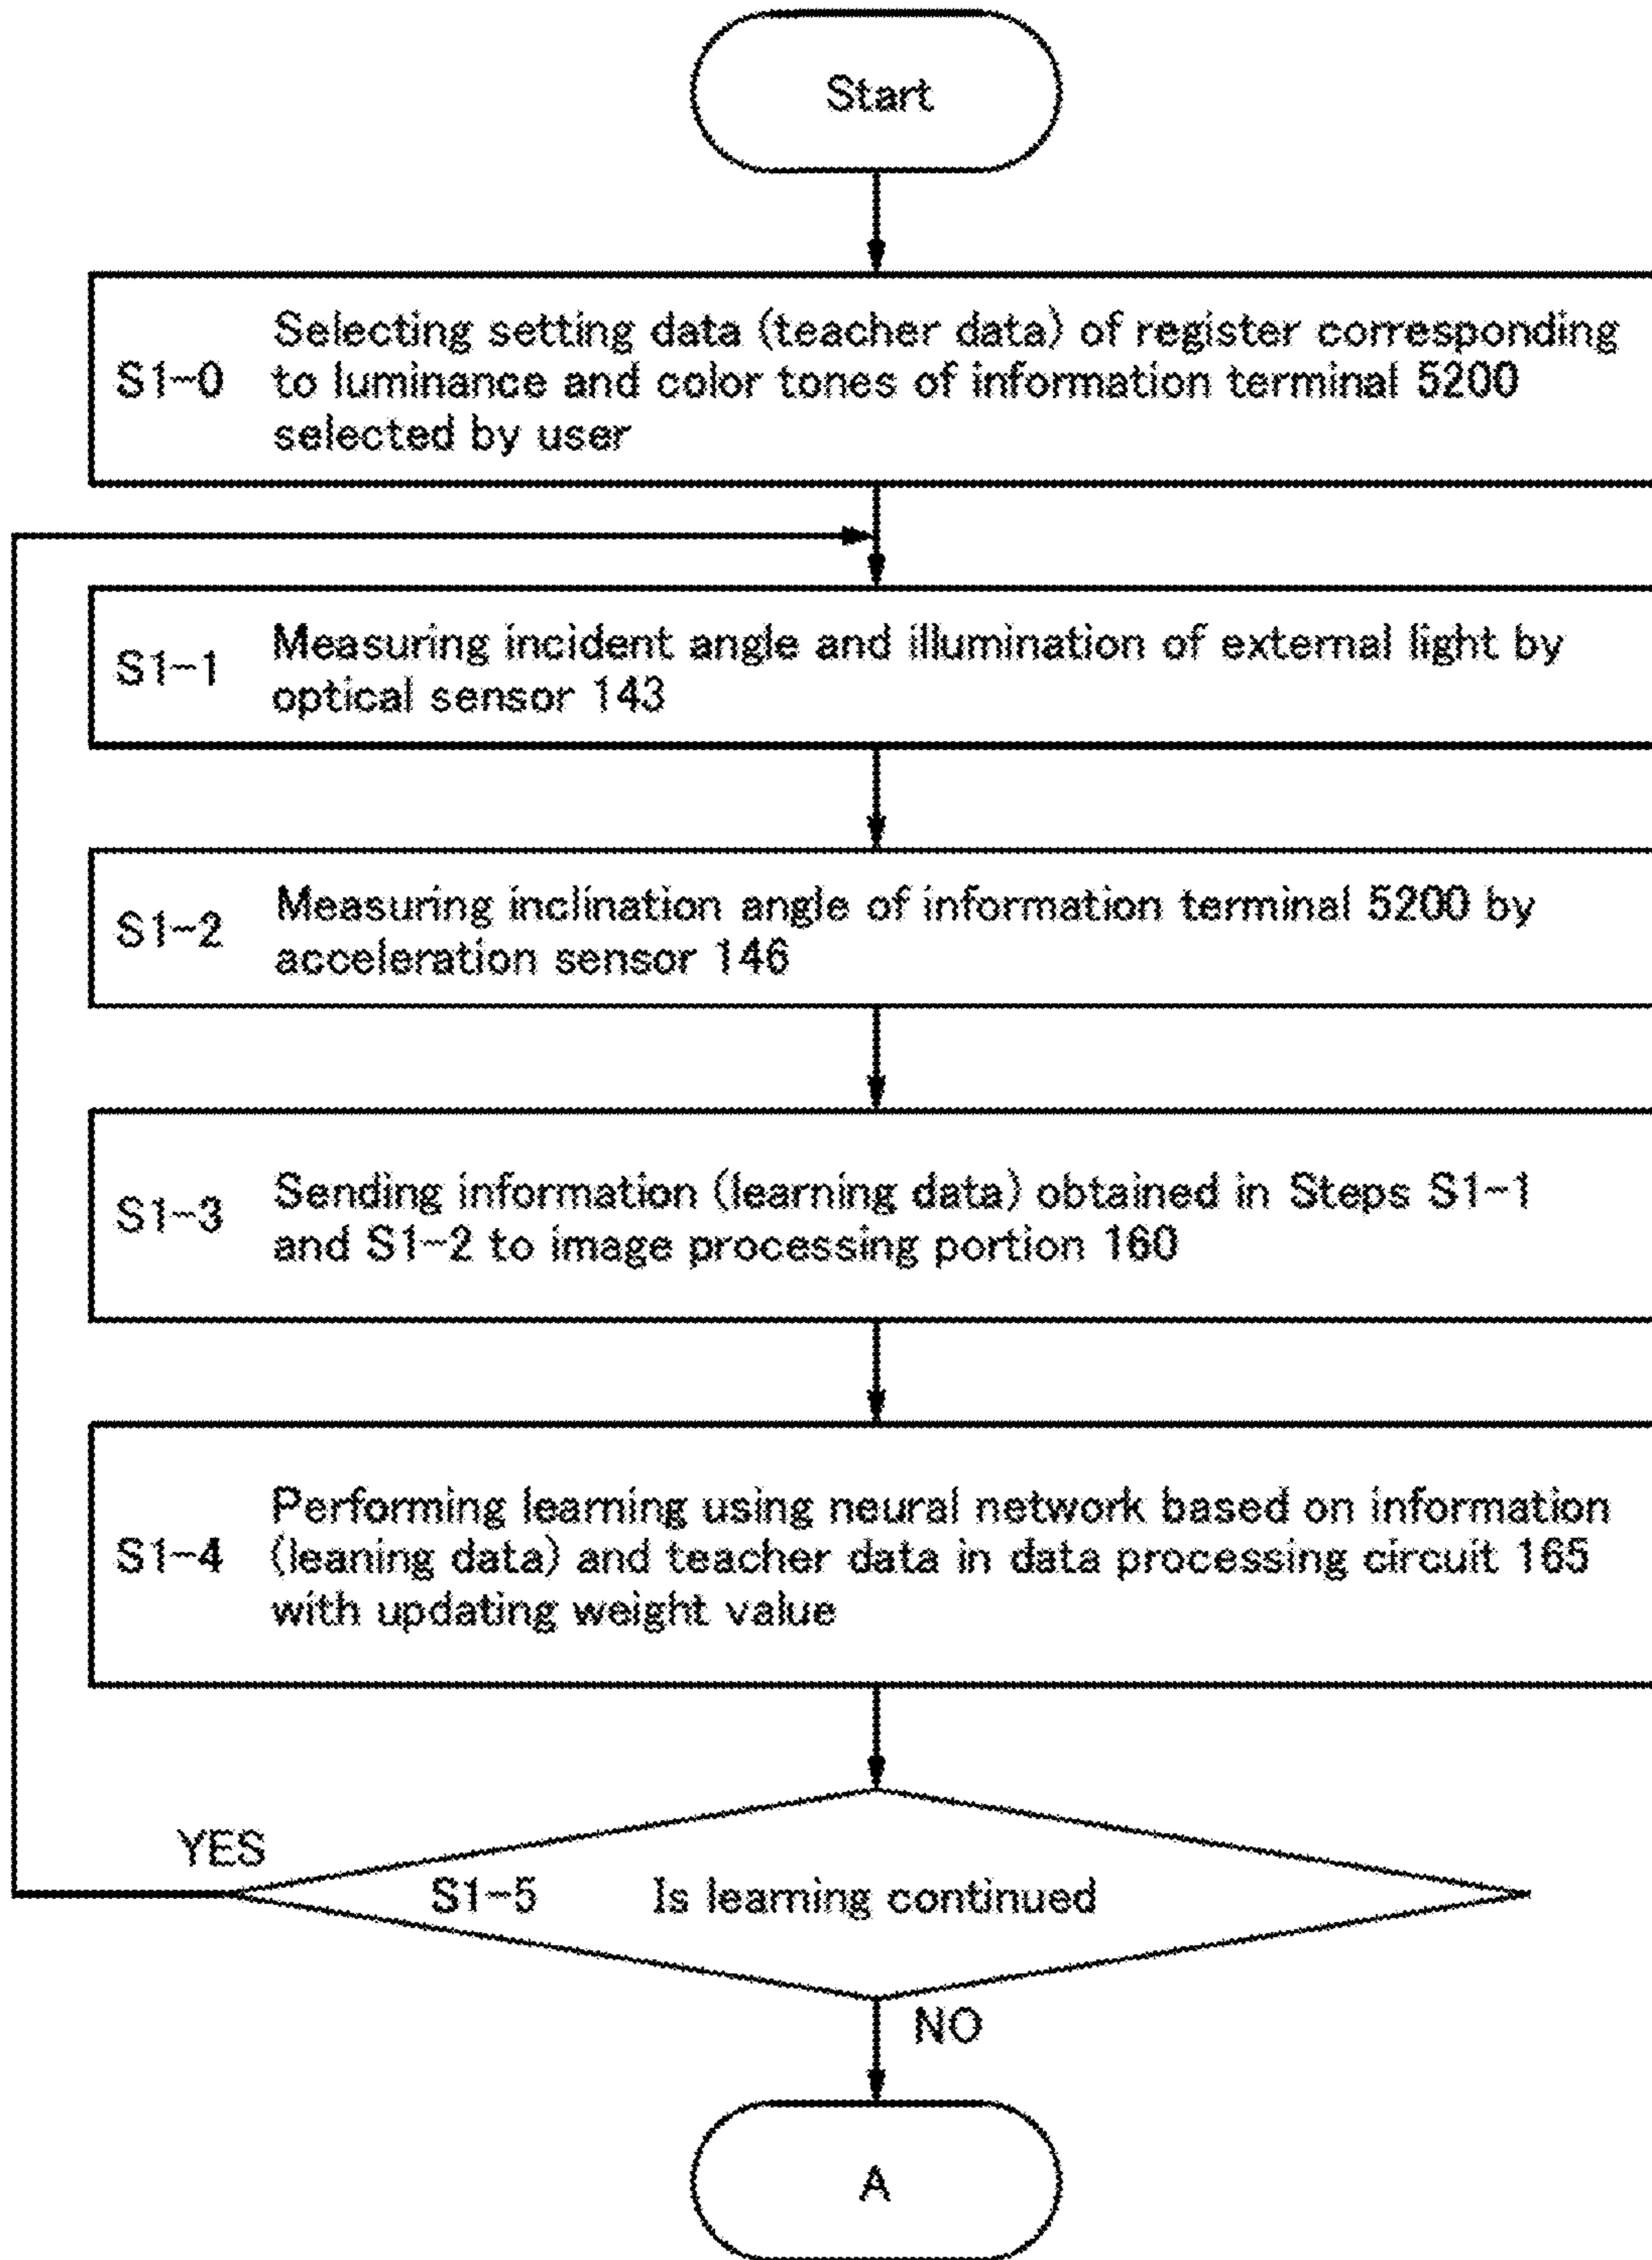 Start
S1-0
Selecting setting data (teacher data) of register corresponding
to luminance and color tones of information terminal 5200
selected by user
S1-1
Measuring incident angle and illumination of external light by
optical sensor 143
S1-2
Measuring inclination angle of information terminal 5200 by
acceleration sensor 146
S1-3
Sending information (learning data) obtained in Steps S1-1
and S1-2 to image processing portion 160
S1-4
Performing learning using neural network based on information
(leaning data) and teacher data in data processing circuit 165
with updating weight value
YES
S1-5 Is learning continued
NO
A